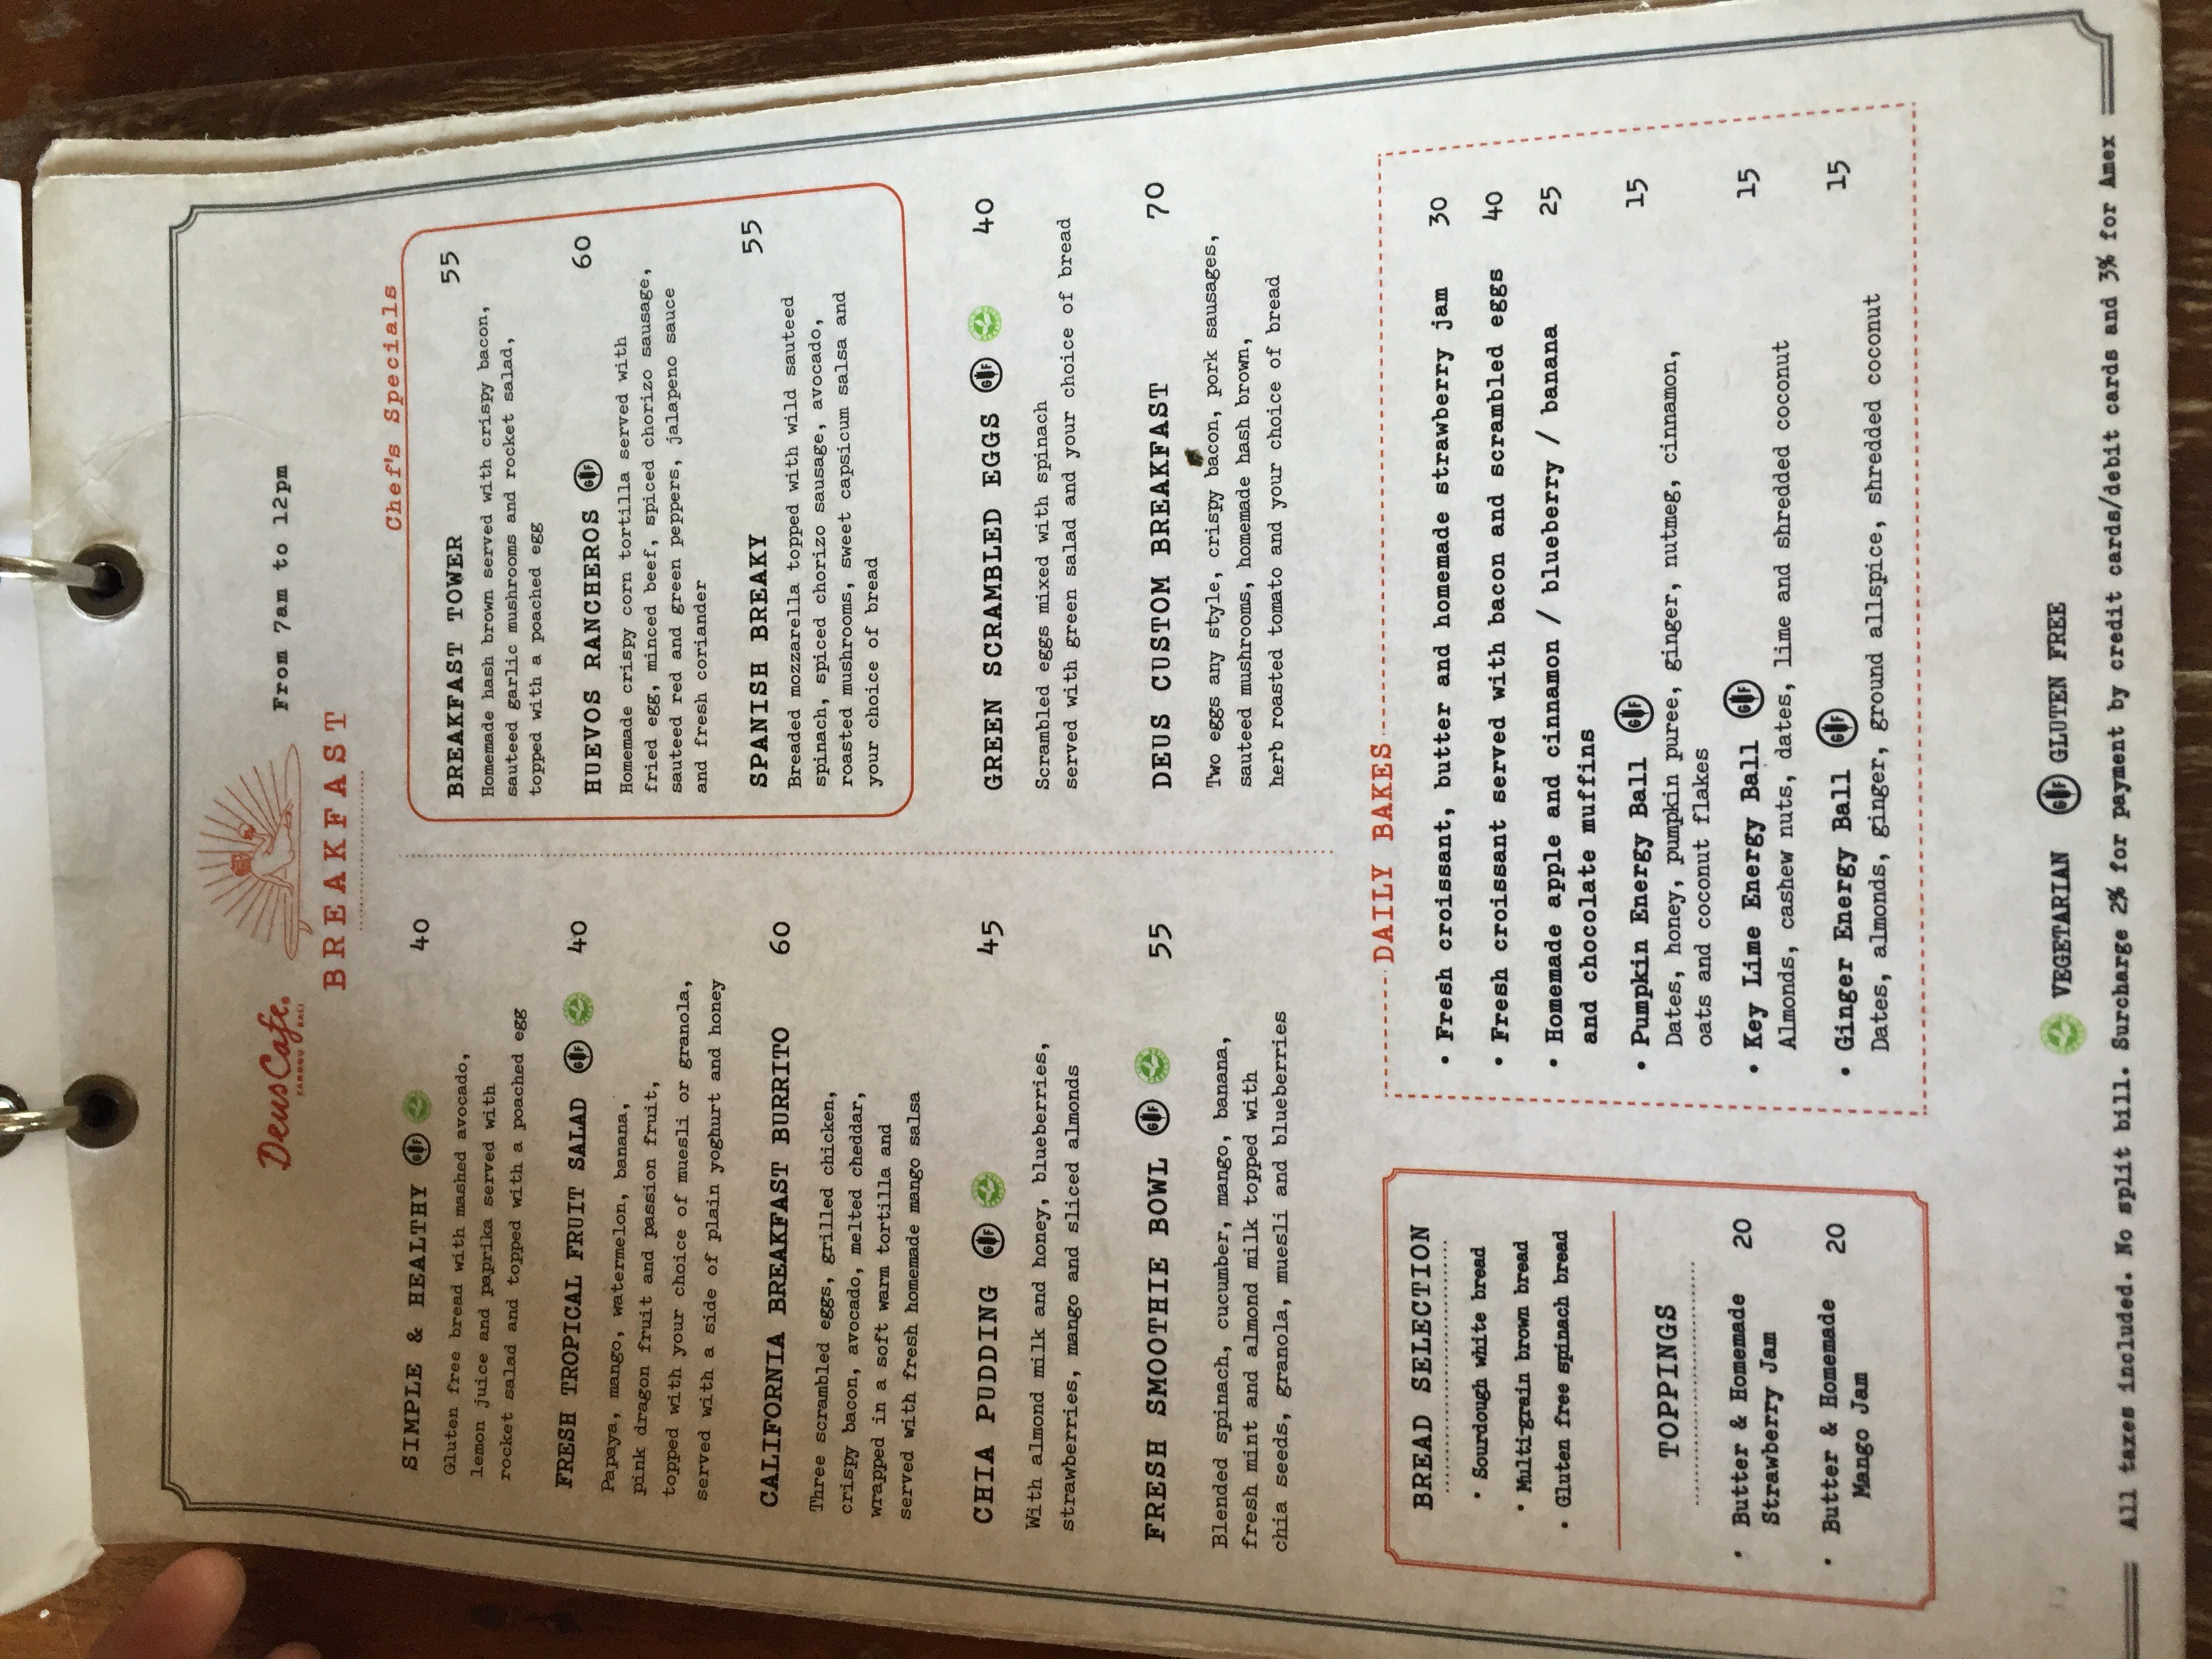 Deus Cafe.
CANGGU BALI
From 7am to 12pm
BREAKFAST
SIMPLE & HEALTHY GF 40
Gluten free bread with mashed avocado,
lemon juice and paprika served with
rocket salad and topped with a poached egg
FRESH TROPICAL FRUIT SALAD GF 40
Papaya, mango, watermelon, banana,
pink dragon fruit and passion fruit,
topped with your choice of muesli or granola,
served with a side of plain yoghurt and honey
CALIFORNIA BREAKFAST BURRITO 60
Three scrambled eggs, grilled chicken,
crispy bacon, avocado, melted cheddar,
wrapped in a soft warm tortilla and
served with fresh homemade mango salsa
CHIA PUDDING GF 45
With almond milk and honey, blueberries,
strawberries, mango and sliced almonds
FRESH SMOOTHIE BOWL GF 55
Blended spinach, cucumber, mango, banana,
fresh mint and almond milk topped with
chia seeds, granola, muesli and blueberries
Chef's Specials
BREAKFAST TOWER 55
Homemade hash brown served with crispy bacon,
sauteed garlic mushrooms and rocket salad,
topped with a poached egg
HUEVOS RANCHEROS GF 60
Homemade crispy corn tortilla served with
fried egg, minced beef, spiced chorizo sausage,
sauteed red and green peppers, jalapeno sauce
and fresh coriander
SPANISH BREAKY 55
Breaded mozzarella topped with wild sauteed
spinach, spiced chorizo sausage, avocado,
roasted mushrooms, sweet capsicum salsa and
your choice of bread
GREEN SCRAMBLED EGGS GF 40
Scrambled eggs mixed with spinach
served with green salad and your choice of bread
DEUS CUSTOM BREAKFAST 70
Two eggs any style, crispy bacon, pork sausages,
sauteed mushrooms, homemade hash brown,
herb roasted tomato and your choice of bread
BREAD SELECTION
• Sourdough white bread
• Multi-grain brown bread
• Gluten free spinach bread
TOPPINGS
• Butter & Homemade 20
Strawberry Jam
• Butter & Homemade 20
Mango Jam
DAILY BAKES
• Fresh croissant, butter and homemade strawberry jam 30
• Fresh croissant served with bacon and scrambled eggs 40
• Homemade apple and cinnamon / blueberry / banana 25
and chocolate muffins
• Pumpkin Energy Ball GF 15
Dates, honey, pumpkin puree, ginger, nutmeg, cinnamon,
oats and coconut flakes
• Key Lime Energy Ball GF 15
Almonds, cashew nuts, dates, lime and shredded coconut
• Ginger Energy Ball GF 15
Dates, almonds, ginger, ground allspice, shredded coconut
VEGETARIAN GF GLUTEN FREE
All taxes included. No split bill. Surcharge 2% for payment by credit cards/debit cards and 3% for Amex